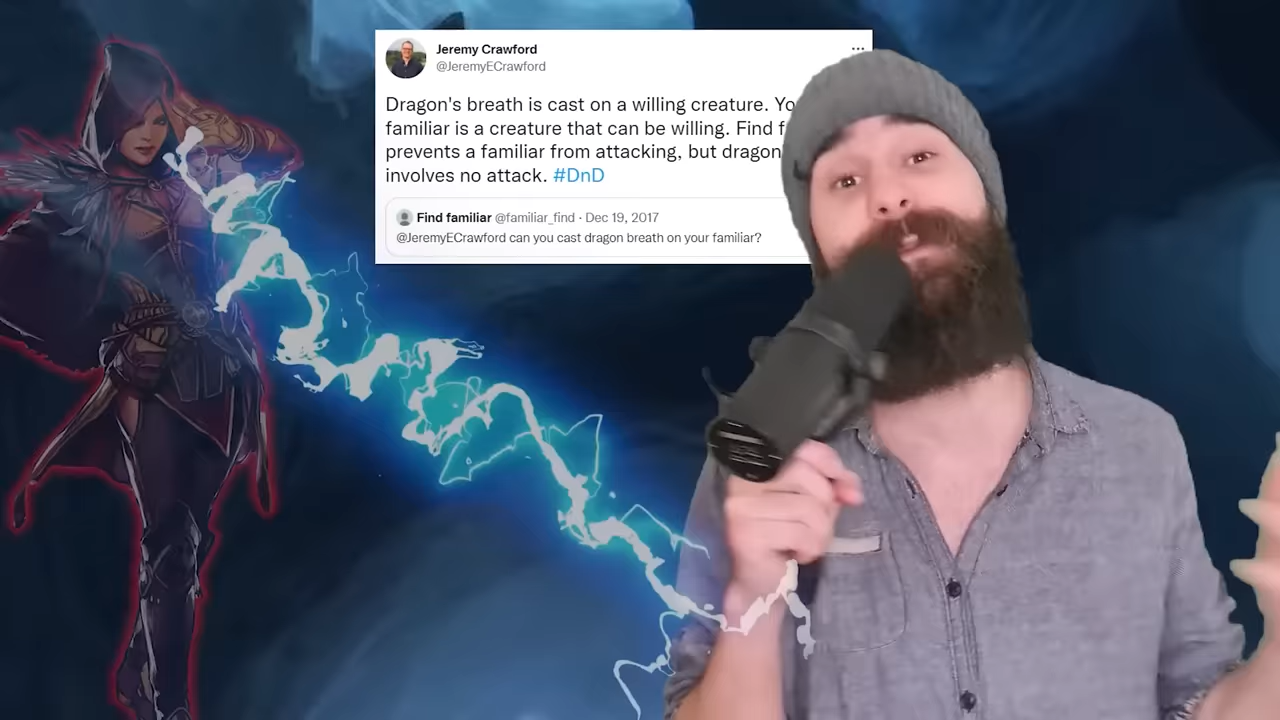 Jeremy Crawford
@JeremyECrawford
Dragon's breath is cast on a willing creature.
familiar is a creature that can be willing. Find
prevents a familiar from attacking, but dragon
involves no attack. #DnD
Find familiar @familiar_find · Dec 19, 2017
@JeremyECrawford can you cast dragon breath on your familiar?